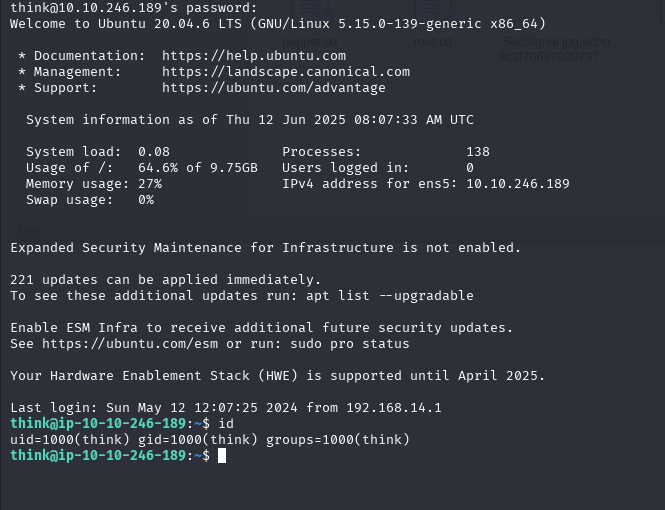 think@10.10.246.189's password:
Welcome to Ubuntu 20.04.6 LTS (GNU/Linux 5.15.0-139-generic x86_64)
puppet.txt
root.txt
SecSignal.jpg;echo
 * Documentation:  https://help.ubuntu.com
 * Management:     https://landscape.canonical.com
 * Support:        https://ubuntu.com/advantage
  System information as of Thu 12 Jun 2025 08:07:33 AM UTC
  System load:  0.08              Processes:             138
  Usage of /:   64.6% of 9.75GB   Users logged in:       0
  Memory usage: 27%               IPv4 address for ens5: 10.10.246.189
  Swap usage:   0%
Expanded Security Maintenance for Infrastructure is not enabled.
221 updates can be applied immediately.
To see these additional updates run: apt list --upgradable
Enable ESM Infra to receive additional future security updates.
See https://ubuntu.com/esm or run: sudo pro status
Your Hardware Enablement Stack (HWE) is supported until April 2025.
Last login: Sun May 12 12:07:25 2024 from 192.168.14.1
think@ip-10-10-246-189:~$ id
uid=1000(think) gid=1000(think) groups=1000(think)
think@ip-10-10-246-189:~$